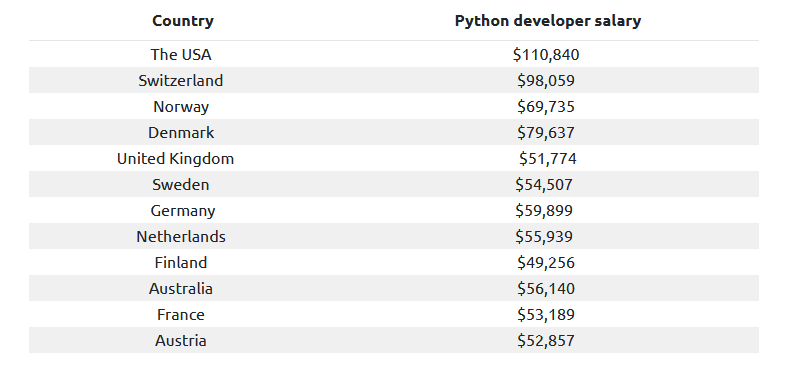 Country Python developer salary
The USA $110,840
Switzerland $98,059
Norway $69,735
Denmark $79,637
United Kingdom $51,774
Sweden $54,507
Germany $59,899
Netherlands $55,939
Finland $49,256
Australia $56,140
France $53,189
Austria $52,857